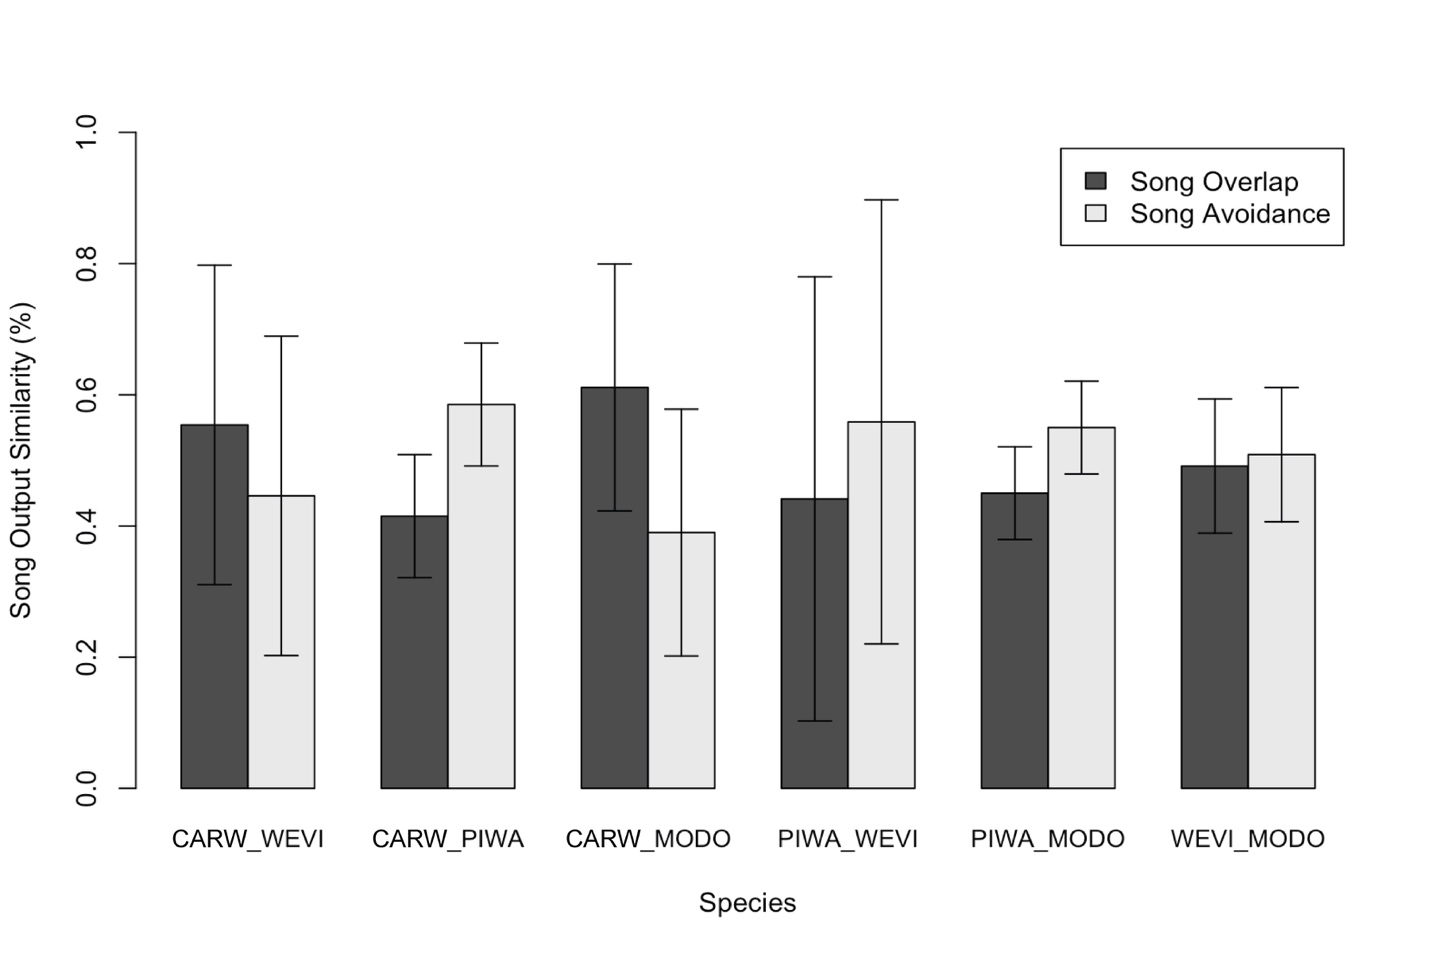 Song Output Similarity (%)
1.0
0.8
0.6
0.4
0.2
0.0
Song Overlap
Song Avoidance
CARW_WEVI CARW_PIWA CARW_MODO PIWA_WEVI PIWA_MODO WEVI_MODO
Species